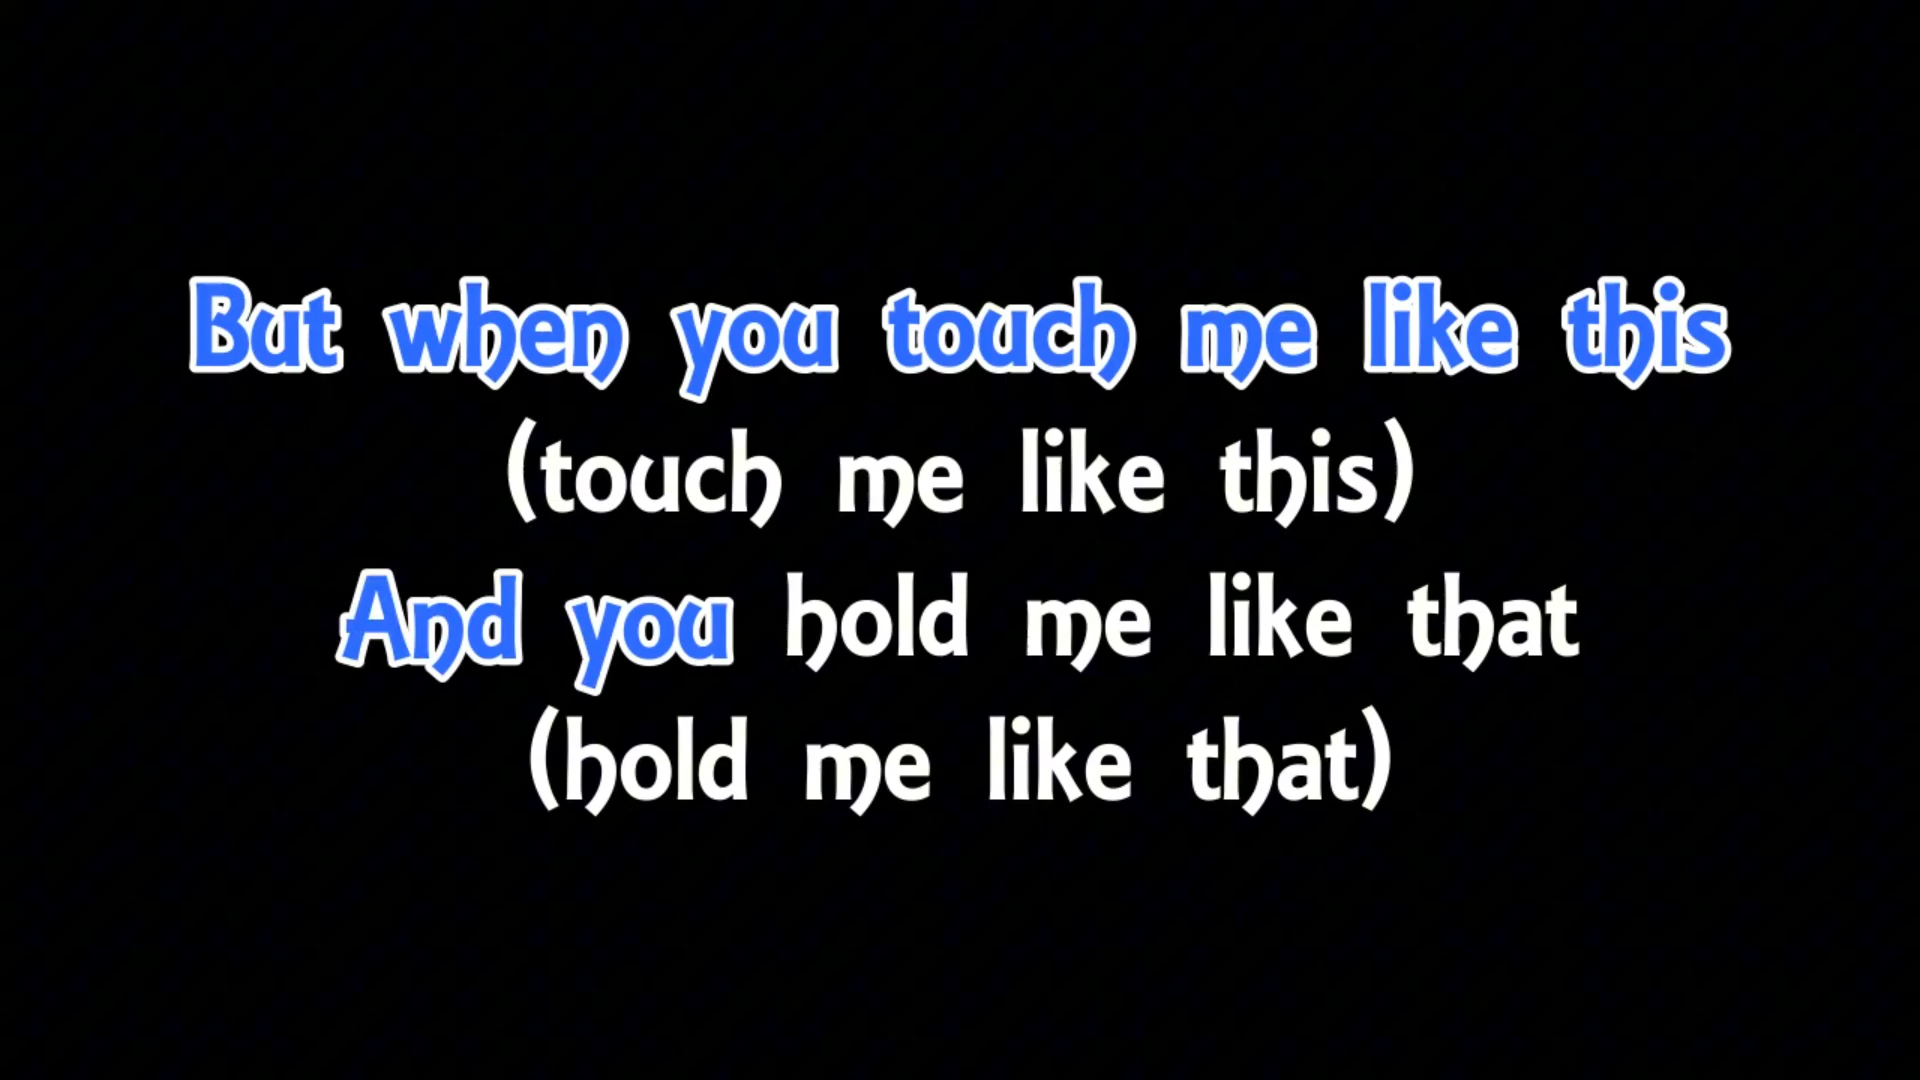 But when you touch me like this
(touch me like this)
And you hold me like that
(hold me like that)